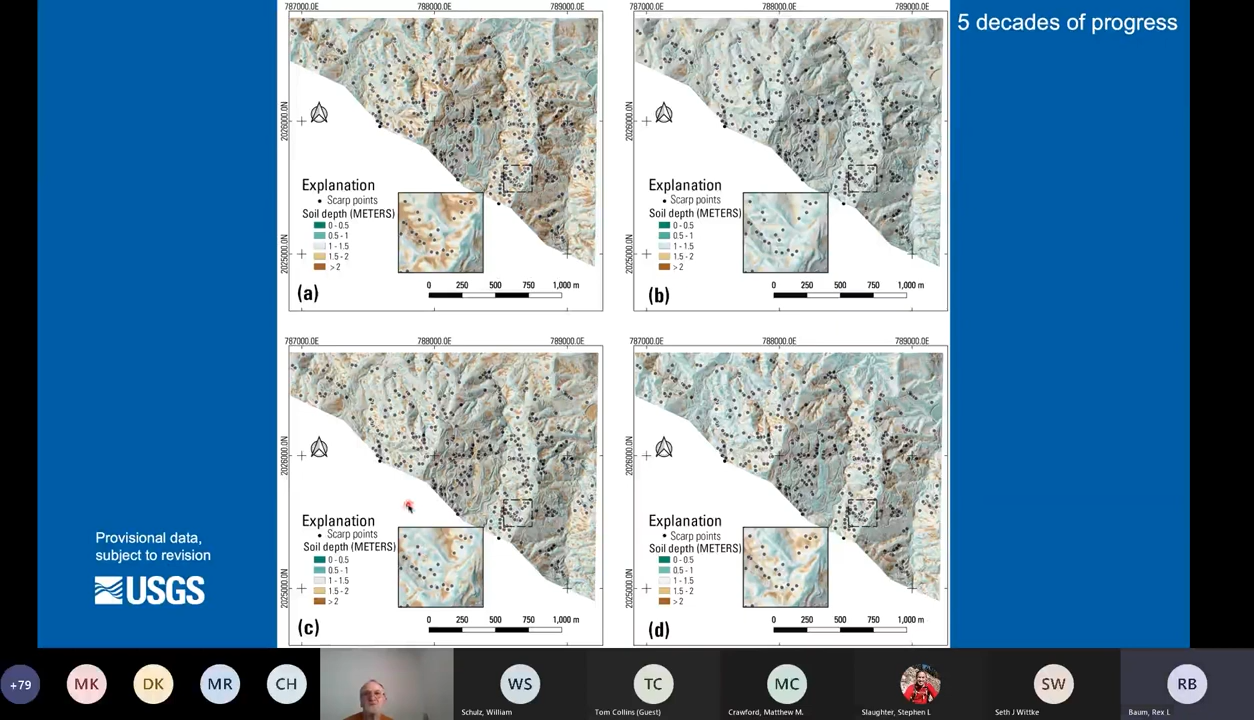 5 decades of progress
787000.0E 788000.0E 789000.0E
2026000.0N
2025000.0N
Explanation
Scarp points
Soil depth (METERS)
0 - 0.5
0.5 - 1
1 - 1.5
1.5 - 2
> 2
0 250 500 750 1,000 m
(a)
787000.0E 788000.0E 789000.0E
2026000.0N
2025000.0N
Explanation
Scarp points
Soil depth (METERS)
0 - 0.5
0.5 - 1
1 - 1.5
1.5 - 2
> 2
0 250 500 750 1,000 m
(b)
787000.0E 788000.0E 789000.0E
2026000.0N
2025000.0N
Explanation
Scarp points
Soil depth (METERS)
0 - 0.5
0.5 - 1
1 - 1.5
1.5 - 2
> 2
0 250 500 750 1,000 m
(c)
787000.0E 788000.0E 789000.0E
2026000.0N
2025000.0N
Explanation
Scarp points
Soil depth (METERS)
0 - 0.5
0.5 - 1
1 - 1.5
1.5 - 2
> 2
0 250 500 750 1,000 m
(d)
Provisional data,
subject to revision
USGS
+79 MK DK MR CH WS TC MC SW RB
Schulz, William Tom Collins (Guest) Crawford, Matthew M. Slaughter, Stephen L Seth J Wittke Baum, Rex L